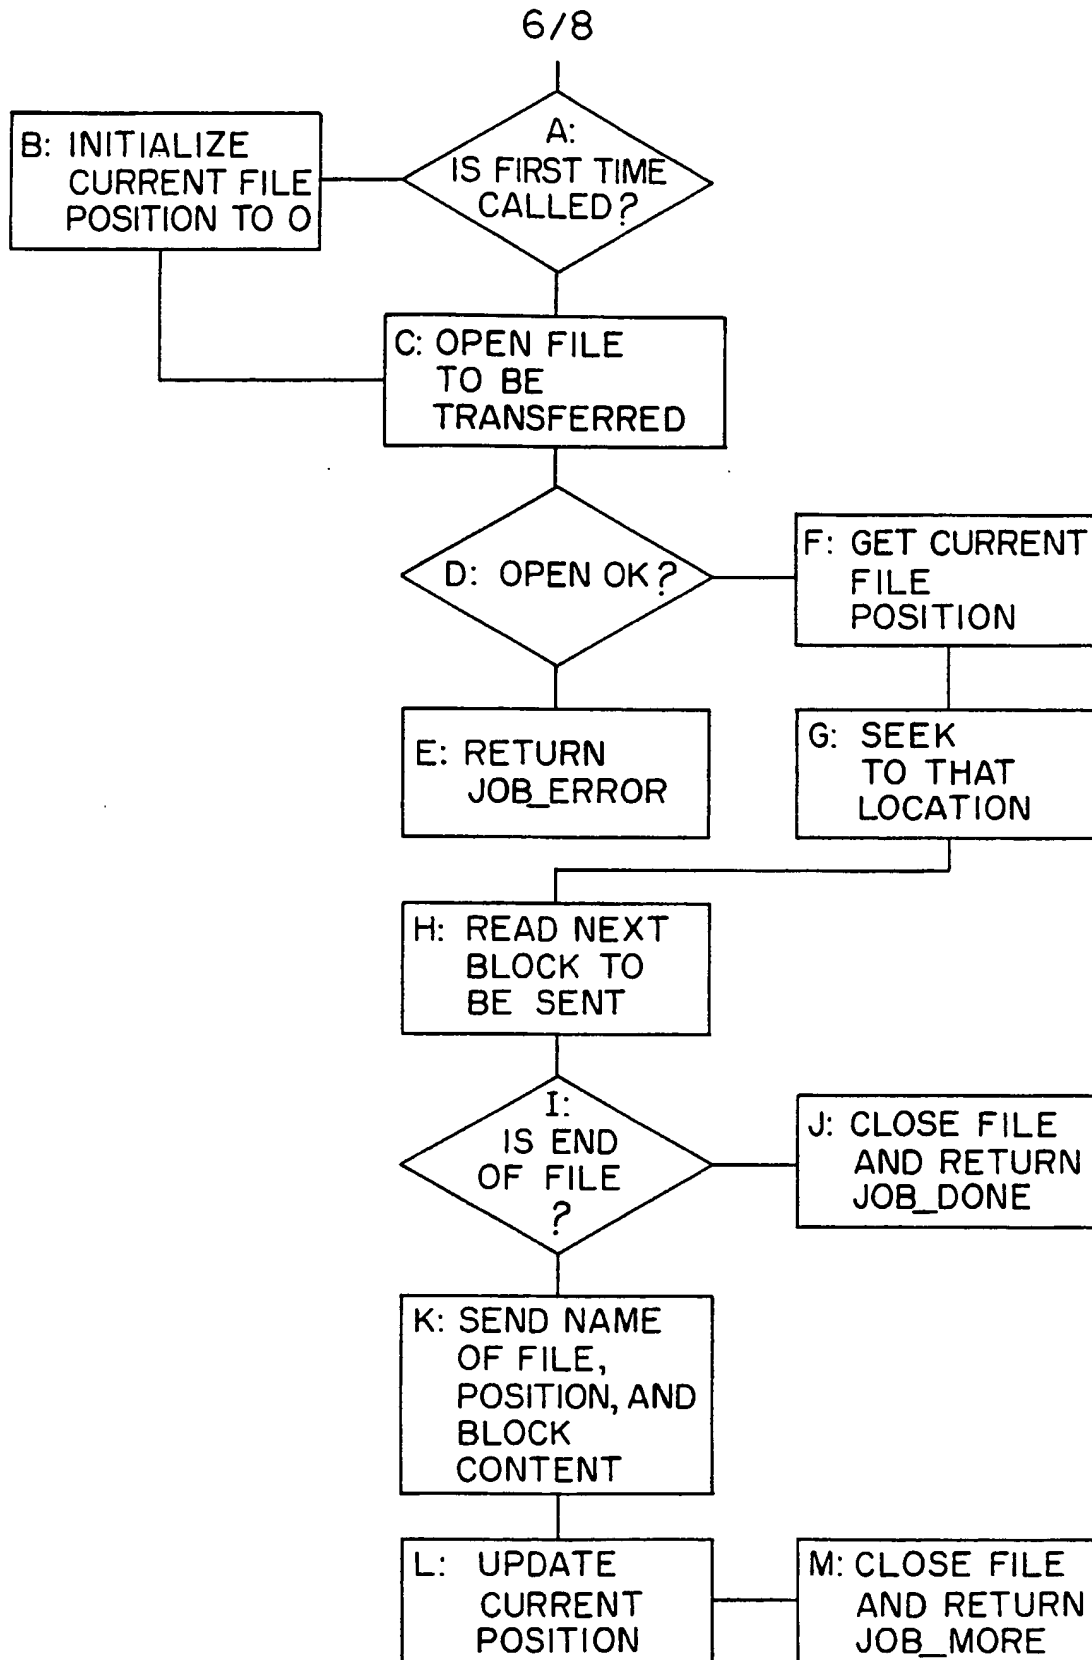 6/8
A:
IS FIRST TIME
CALLED?
B: INITIALIZE
CURRENT FILE
POSITION TO 0
C: OPEN FILE
TO BE
TRANSFERRED
D: OPEN OK?
F: GET CURRENT
FILE
POSITION
E: RETURN
JOB_ERROR
G: SEEK
TO THAT
LOCATION
H: READ NEXT
BLOCK TO
BE SENT
I:
IS END
OF FILE
?
J: CLOSE FILE
AND RETURN
JOB_DONE
K: SEND NAME
OF FILE,
POSITION, AND
BLOCK
CONTENT
L: UPDATE
CURRENT
POSITION
M: CLOSE FILE
AND RETURN
JOB_MORE